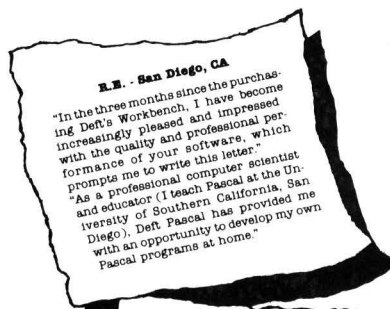 R.E. - San Diego, CA
"In the three months since the purchas-
ing Deft's Workbench, I have become
increasingly pleased and impressed
with the quality and professional per-
formance of your software, which
prompts me to write this letter."
"As a professional computer scientist
and educator (I teach Pascal at the Un-
iversity of Southern California, San
Diego), Deft Pascal has provided me
with an opportunity to develop my own
Pascal programs at home."